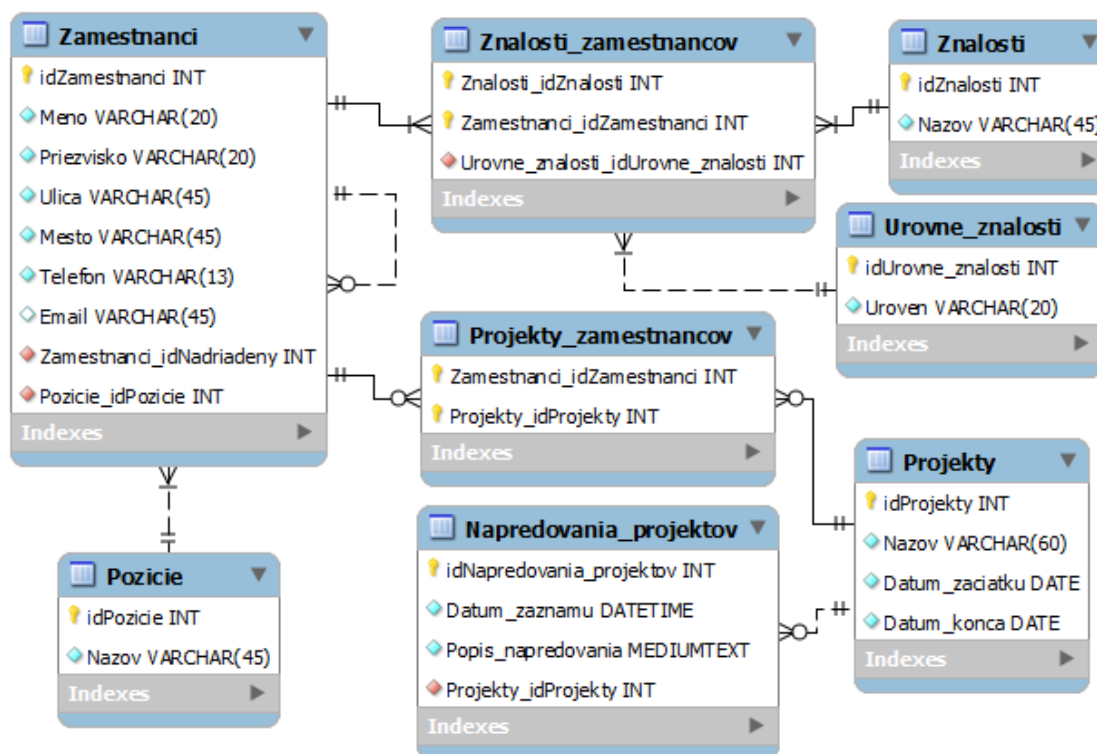 Zamestnanci
idZamestnanci INT
Meno VARCHAR(20)
Priezvisko VARCHAR(20)
Ulica VARCHAR(45)
Mesto VARCHAR(45)
Telefon VARCHAR(13)
Email VARCHAR(45)
Zamestnanci_idNadriadeny INT
Pozicie_idPozicie INT
Indexes
Znalosti_zamestnancov
Znalosti_idZnalosti INT
Zamestnanci_idZamestnanci INT
Urovne_znalosti_idUrovne_znalosti INT
Indexes
Znalosti
idZnalosti INT
Nazov VARCHAR(45)
Indexes
Urovne_znalosti
idUrovne_znalosti INT
Uroven VARCHAR(20)
Indexes
Projekty_zamestnancov
Zamestnanci_idZamestnanci INT
Projekty_idProjekty INT
Indexes
Projekty
idProjekty INT
Nazov VARCHAR(60)
Datum_zaciatku DATE
Datum_konca DATE
Indexes
Napredovania_projektov
idNapredovania_projektov INT
Datum_zaznamu DATETIME
Popis_napredovania MEDIUMTEXT
Projekty_idProjekty INT
Indexes
Pozicie
idPozicie INT
Nazov VARCHAR(45)
Indexes